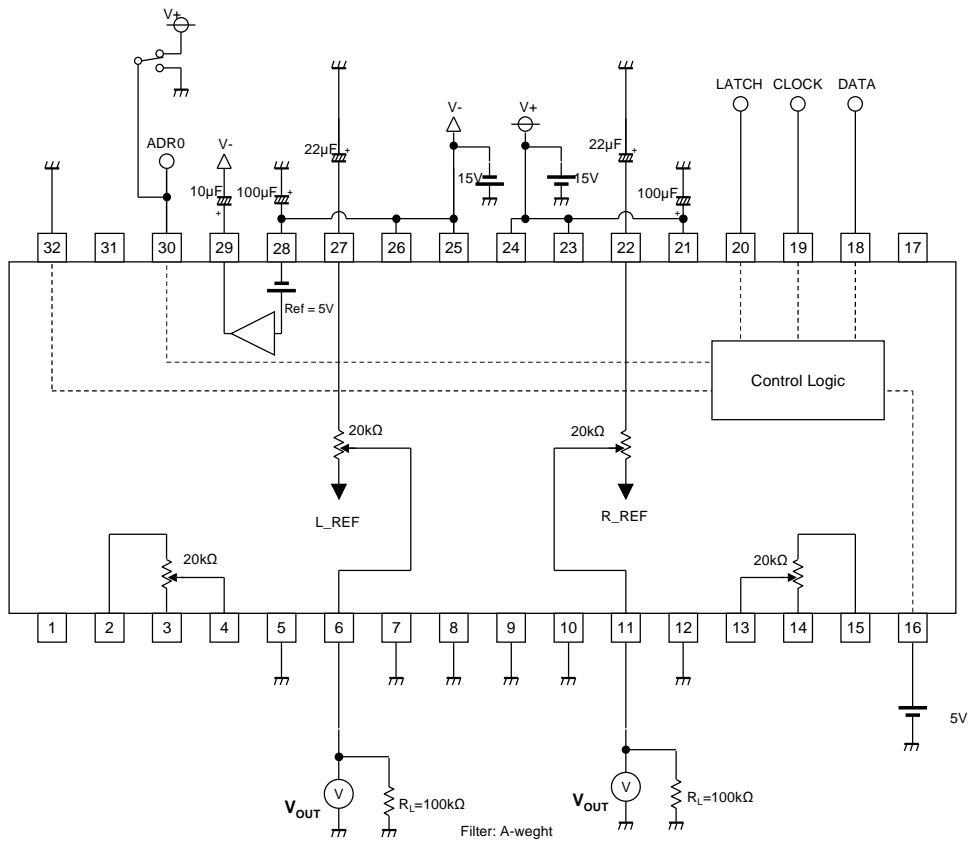 V+
LATCH CLOCK DATA
ADR0 V- V- V+
22µF + 22µF +
10µF + 100µF + 15V 15V 100µF +
32 31 30 29 28 27 26 25 24 23 22 21 20 19 18 17
Ref = 5V
Control Logic
20kΩ 20kΩ
L_REF R_REF
20kΩ 20kΩ
1 2 3 4 5 6 7 8 9 10 11 12 13 14 15 16
5V
V V
VOUT RL=100kΩ VOUT RL=100kΩ
Filter: A-weght